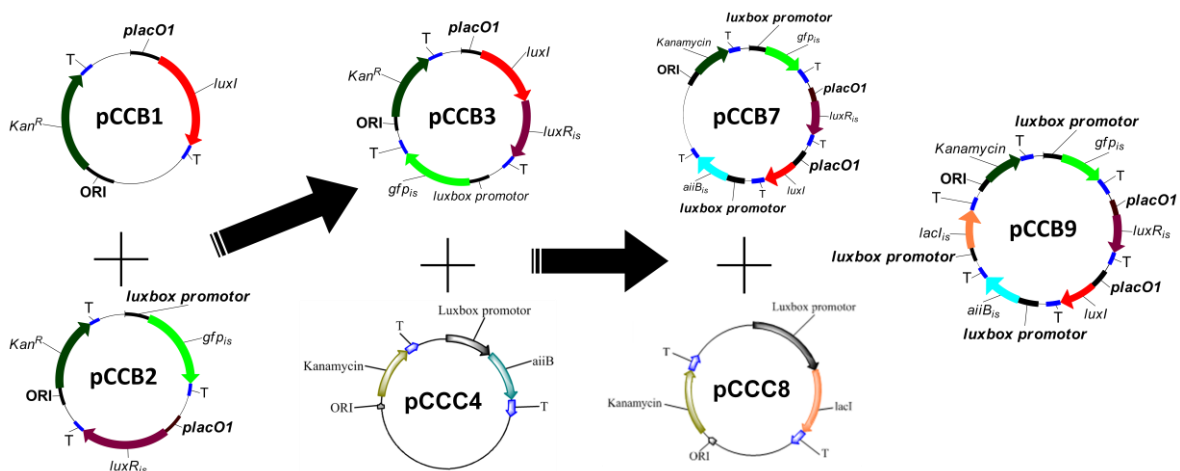 placO1
T
luxI
KanR
pCCB1
T
ORI
luxbox promotor
T
gfpis
KanR
pCCB2
ORI
T
T
placO1
luxRis
placO1
T
luxI
KanR
pCCB3
ORI
luxRis
T
T
gfpis
luxbox promotor
Luxbox promotor
T
aiiB
Kanamycin
pCCC4
ORI
T
luxbox promotor
T
gfpis
Kanamycin
ORI
T
placO1
pCCB7
luxRis
T
T
placO1
aiiBis
T
luxI
luxbox promotor
Luxbox promotor
T
pCCC8
Kanamycin
lacI
ORI
T
luxbox promotor
T
gfpis
Kanamycin
ORI
T
T
placO1
lacIis
pCCB9
luxRis
luxbox promotor
T
T
placO1
aiiBis
T
luxI
luxbox promotor